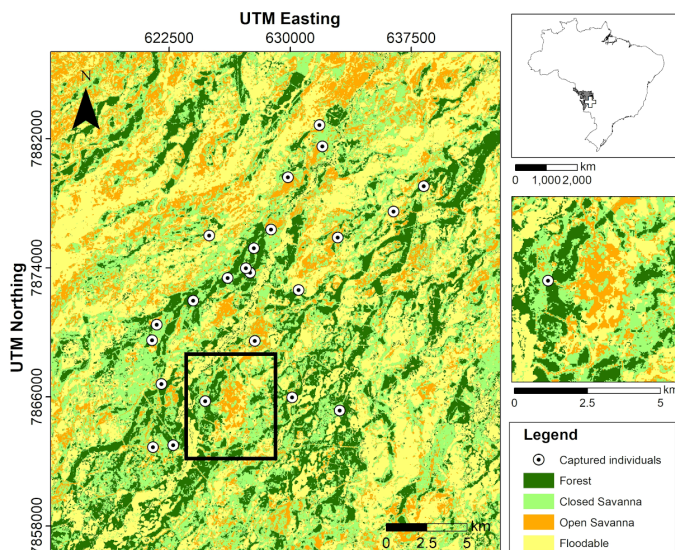 UTM Easting
622500 630000 637500
UTM Northing
7882000
7874000
7866000
7858000
N
km
0 2.5 5
km
0 1,000 2,000
km
0 2.5 5
Legend
Captured individuals
Forest
Closed Savanna
Open Savanna
Floodable